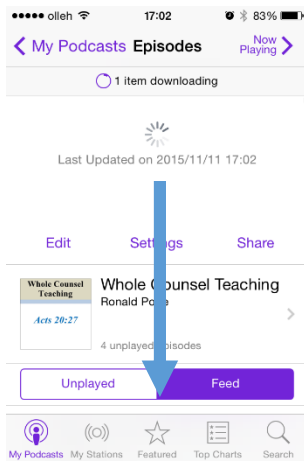 olleh 17:02 83%
My Podcasts Episodes Now Playing
1 item downloading
Last Updated on 2015/11/11 17:02
Edit Settings Share
Whole Counsel Teaching
Acts 20:27
Whole Counsel Teaching
Ronald
4 unplayed episodes
Unplayed Feed
My Podcasts My Stations Featured Top Charts Search